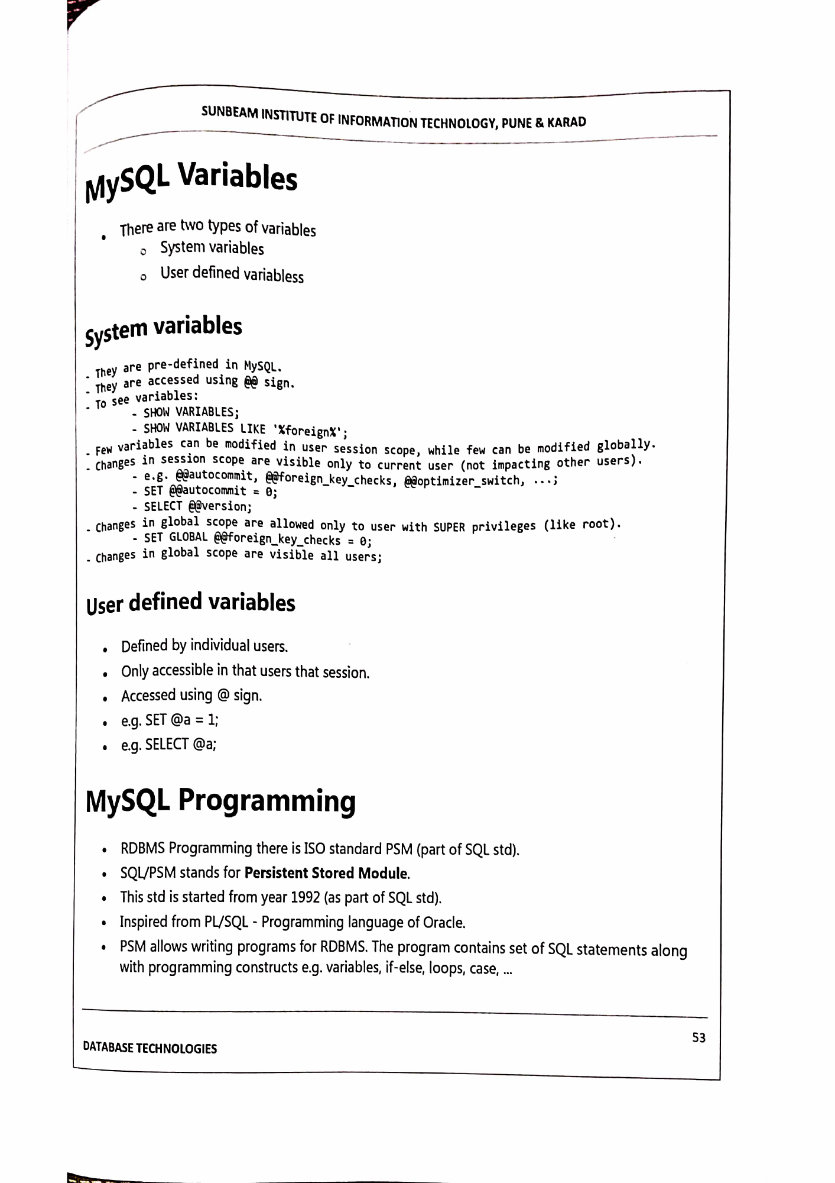 SUNBEAM INSTITUTE OF INFORMATION TECHNOLOGY, PUNE & KARAD
MySQL Variables
• There are two types of variables
o System variables
o User defined variabless
System variables
- They are pre-defined in MySQL.
- They are accessed using @@ sign.
- To see variables:
- SHOW VARIABLES;
- SHOW VARIABLES LIKE '%foreign%';
- Few variables can be modified in user session scope, while few can be modified globally.
- Changes in session scope are visible only to current user (not impacting other users).
- e.g. @@autocommit, @@foreign_key_checks, @@optimizer_switch, ...;
- SET @@autocommit = 0;
- SELECT @@version;
- Changes in global scope are allowed only to user with SUPER privileges (like root).
- SET GLOBAL @@foreign_key_checks = 0;
- Changes in global scope are visible all users;
User defined variables
• Defined by individual users.
• Only accessible in that users that session.
• Accessed using @ sign.
• e.g. SET @a = 1;
• e.g. SELECT @a;
MySQL Programming
• RDBMS Programming there is ISO standard PSM (part of SQL std).
• SQL/PSM stands for Persistent Stored Module.
• This std is started from year 1992 (as part of SQL std).
• Inspired from PL/SQL - Programming language of Oracle.
• PSM allows writing programs for RDBMS. The program contains set of SQL statements along
with programming constructs e.g. variables, if-else, loops, case, ...
DATABASE TECHNOLOGIES
53